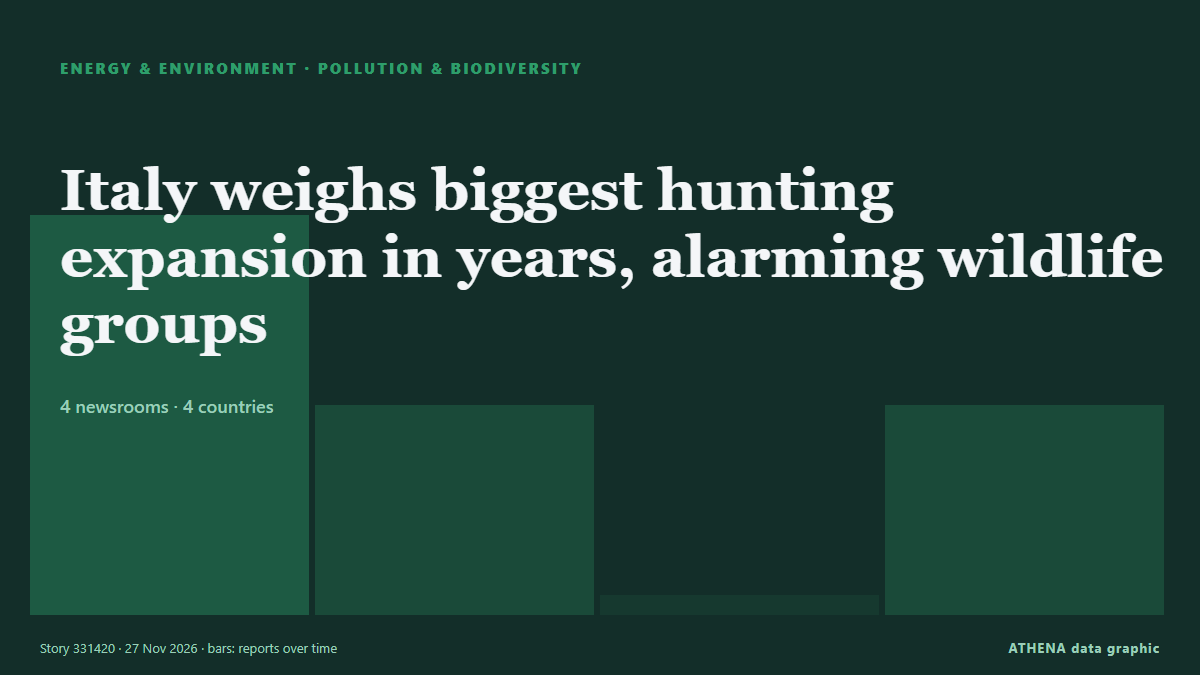 ENERGY & ENVIRONMENT · POLLUTION & BIODIVERSITY
Italy weighs biggest hunting
expansion in years, alarming wildlife
groups
4 newsrooms · 4 countries
Story 331420 · 27 Nov 2026 · bars: reports over time
ATHENA data graphic